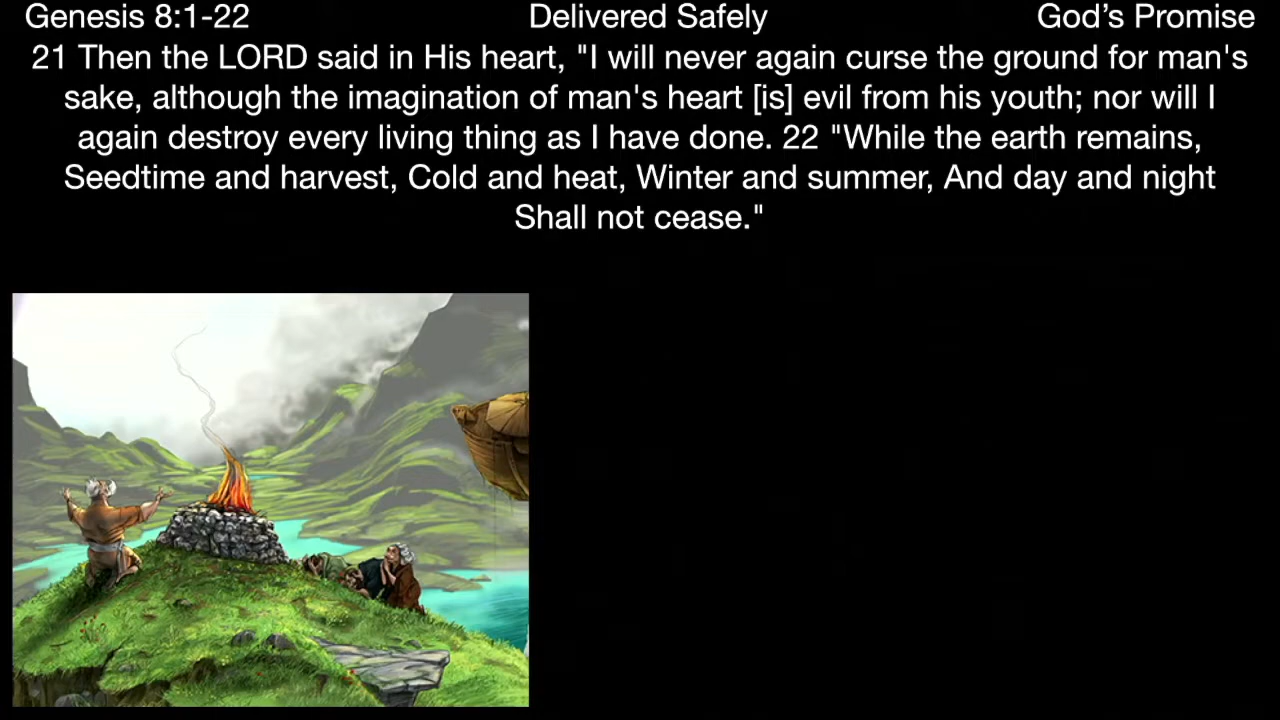 Genesis 8:1-22 Delivered Safely God’s Promise
21 Then the LORD said in His heart, "I will never again curse the ground for man's
sake, although the imagination of man's heart [is] evil from his youth; nor will I
again destroy every living thing as I have done. 22 "While the earth remains,
Seedtime and harvest, Cold and heat, Winter and summer, And day and night
Shall not cease."